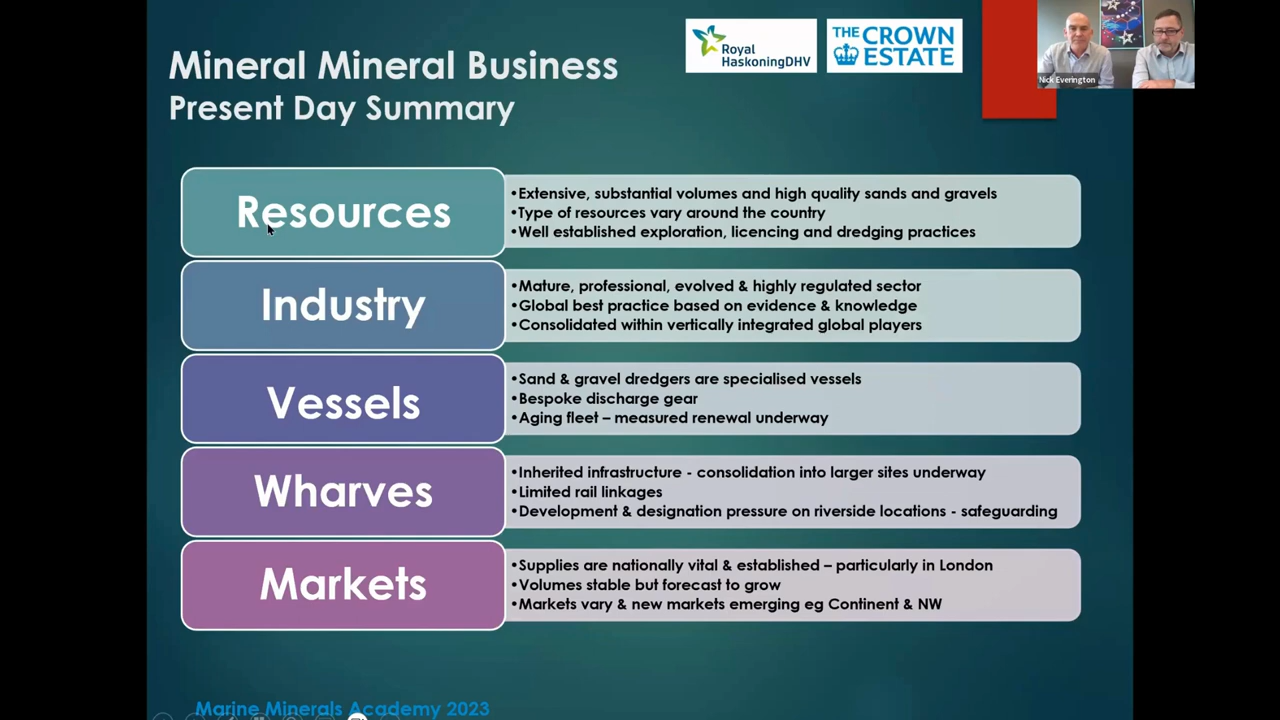 Mineral Mineral Business
Present Day Summary
Royal
HaskoningDHV
THE CROWN
ESTATE
Nick Everington
Resources
•Extensive, substantial volumes and high quality sands and gravels
•Type of resources vary around the country
•Well established exploration, licencing and dredging practices
Industry
•Mature, professional, evolved & highly regulated sector
•Global best practice based on evidence & knowledge
•Consolidated within vertically integrated global players
Vessels
•Sand & gravel dredgers are specialised vessels
•Bespoke discharge gear
•Aging fleet – measured renewal underway
Wharves
•Inherited infrastructure - consolidation into larger sites underway
•Limited rail linkages
•Development & designation pressure on riverside locations - safeguarding
Markets
•Supplies are nationally vital & established – particularly in London
•Volumes stable but forecast to grow
•Markets vary & new markets emerging eg Continent & NW
Marine Minerals Academy 2023